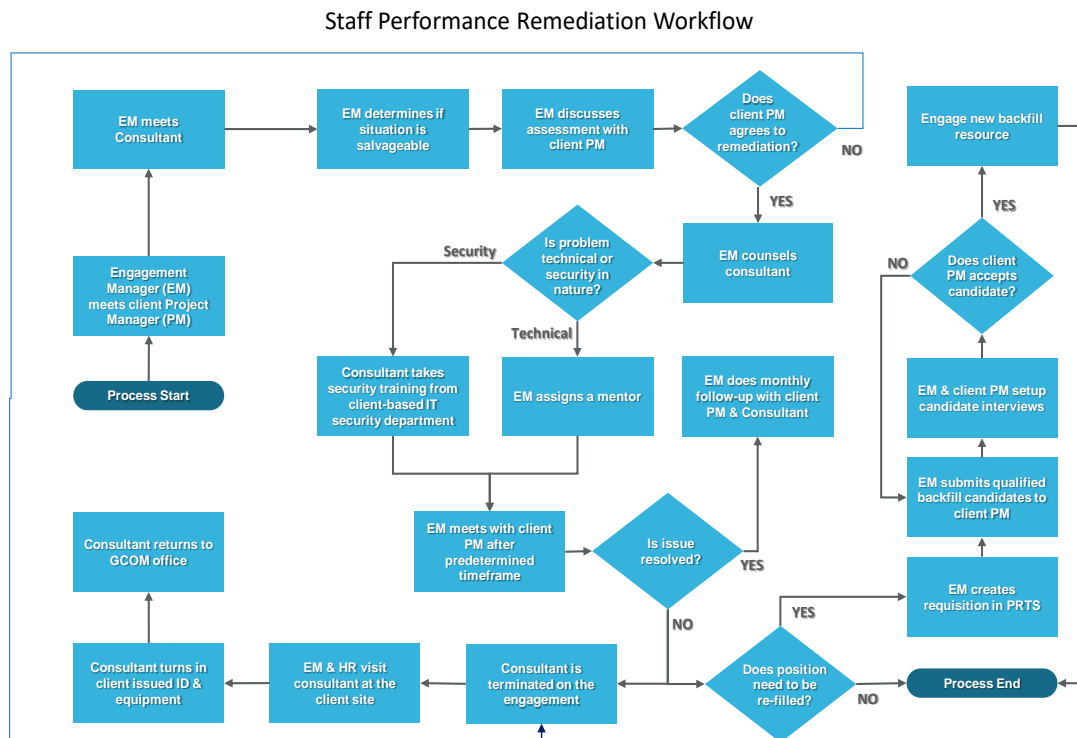 Staff Performance Remediation Workflow
EM meets
Consultant
EM determines if
situation is
salvageable
EM discusses
assessment with
client PM
Does
client PM
agrees to
remediation?
NO
YES
Engage new backfill
resource
YES
Engagement
Manager (EM)
meets client Project
Manager (PM)
Process Start
Security
Is problem
technical or
security in
nature?
Technical
EM counsels
consultant
NO
Does client
PM accepts
candidate?
Consultant takes
security training from
client-based IT
security department
EM assigns a mentor
EM does monthly
follow-up with client
PM & Consultant
EM & client PM setup
candidate interviews
EM submits qualified
backfill candidates to
client PM
Consultant returns to
GCOM office
EM meets with client
PM after
predetermined
timeframe
Is issue
resolved?
YES
NO
EM creates
requisition in PRTS
YES
Consultant turns in
client issued ID &
equipment
EM & HR visit
consultant at the
client site
Consultant is
terminated on the
engagement
Does position
need to be
re-filled?
NO
Process End